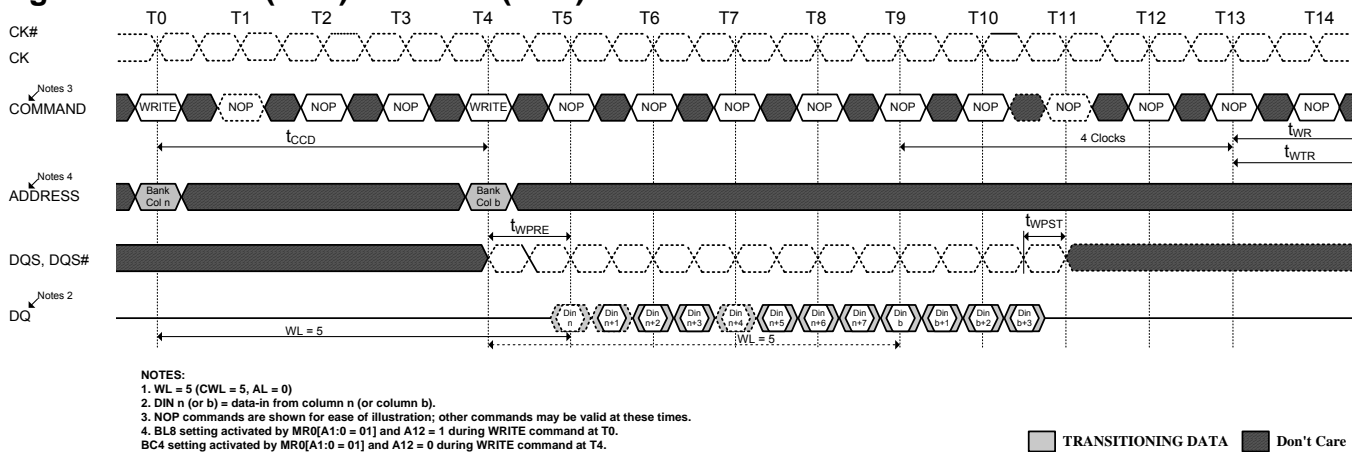 T0 T1 T2 T3 T4 T5 T6 T7 T8 T9 T10 T11 T12 T13 T14
CK#
CK
Notes 3
COMMAND
WRITE NOP NOP NOP WRITE NOP NOP NOP NOP NOP NOP NOP NOP NOP NOP
tCCD
4 Clocks
tWR
tWTR
Notes 4
ADDRESS
Bank Bank
Col n Col b
tWPRE
tWPST
DQS, DQS#
Notes 2
DQ
Din Din Din Din Din Din Din Din Din Din Din Din
n n+1 n+2 n+3 n+4 n+5 n+6 n+7 b b+1 b+2 b+3
WL = 5
WL = 5
NOTES:
1. WL = 5 (CWL = 5, AL = 0)
2. DIN n (or b) = data-in from column n (or column b).
3. NOP commands are shown for ease of illustration; other commands may be valid at these times.
4. BL8 setting activated by MR0[A1:0 = 01] and A12 = 1 during WRITE command at T0.
BC4 setting activated by MR0[A1:0 = 01] and A12 = 0 during WRITE command at T4.
TRANSITIONING DATA Don't Care